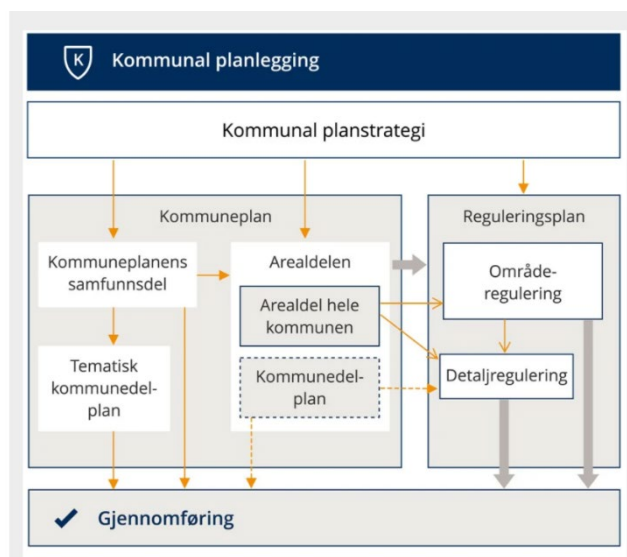 K
Kommunal planlegging
Kommunal planstrategi
Kommuneplan
Kommuneplanens
samfunnsdel
Tematisk
kommunedel-
plan
Arealdelen
Arealdel hele
kommunen
Kommunedel-
plan
Reguleringsplan
Område-
regulering
Detaljregulering
Gjennomføring